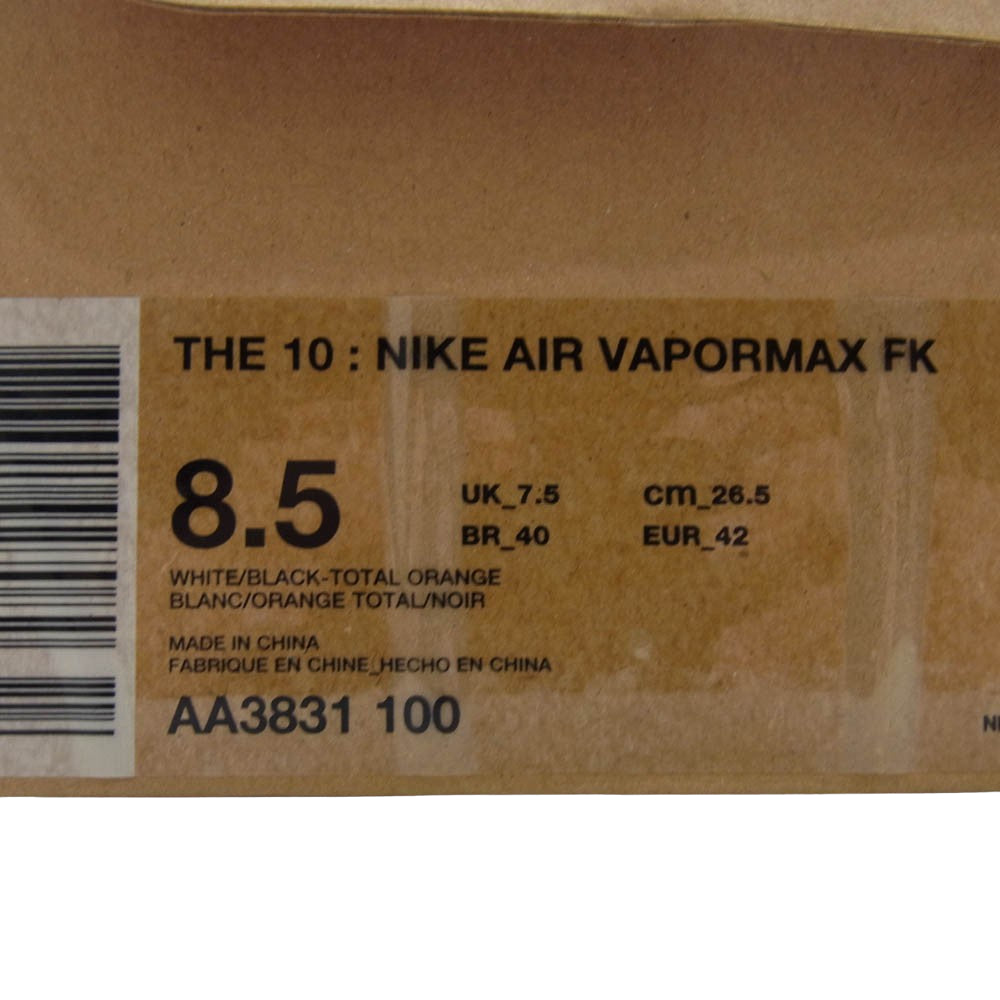 THE 10 : NIKE AIR VAPORMAX FK
8.5
UK_7.5 cm_26.5
BR_40 EUR_42
WHITE/BLACK-TOTAL ORANGE
BLANC/ORANGE TOTAL/NOIR
MADE IN CHINA
FABRIQUE EN CHINE_HECHO EN CHINA
AA3831 100